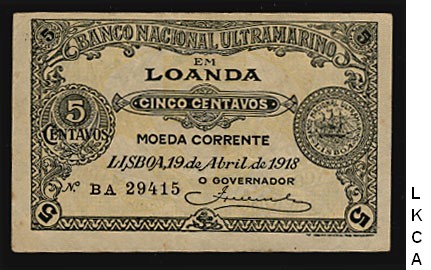 5 BANCO NACIONAL ULTRAMARINO 5
EM
LOANDA
CINCO CENTAVOS
5
CENTAVOS
MOEDA CORRENTE
LISBOA, 19 de Abril de 1918
O GOVERNADOR
Nº BA 29415
5 5
L
K
C
A